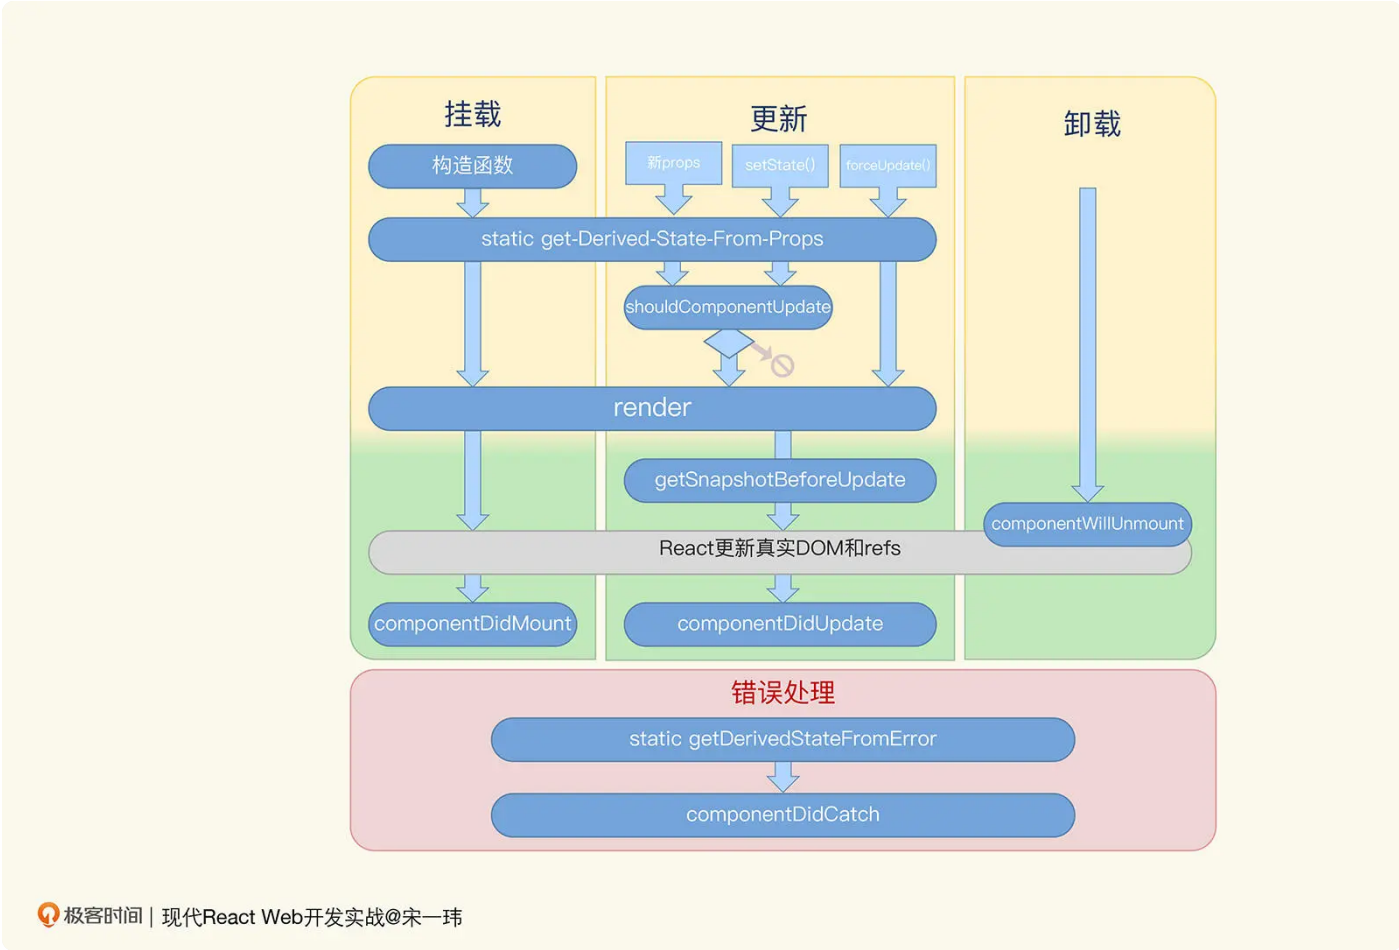 挂载
更新
卸载
构造函数
新props
setState()
forceUpdate()
static get-Derived-State-From-Props
shouldComponentUpdate
render
getSnapshotBeforeUpdate
componentWillUnmount
React更新真实DOM和refs
componentDidMount
componentDidUpdate
错误处理
static getDerivedStateFromError
componentDidCatch
极客时间 | 现代React Web开发实战@宋一玮